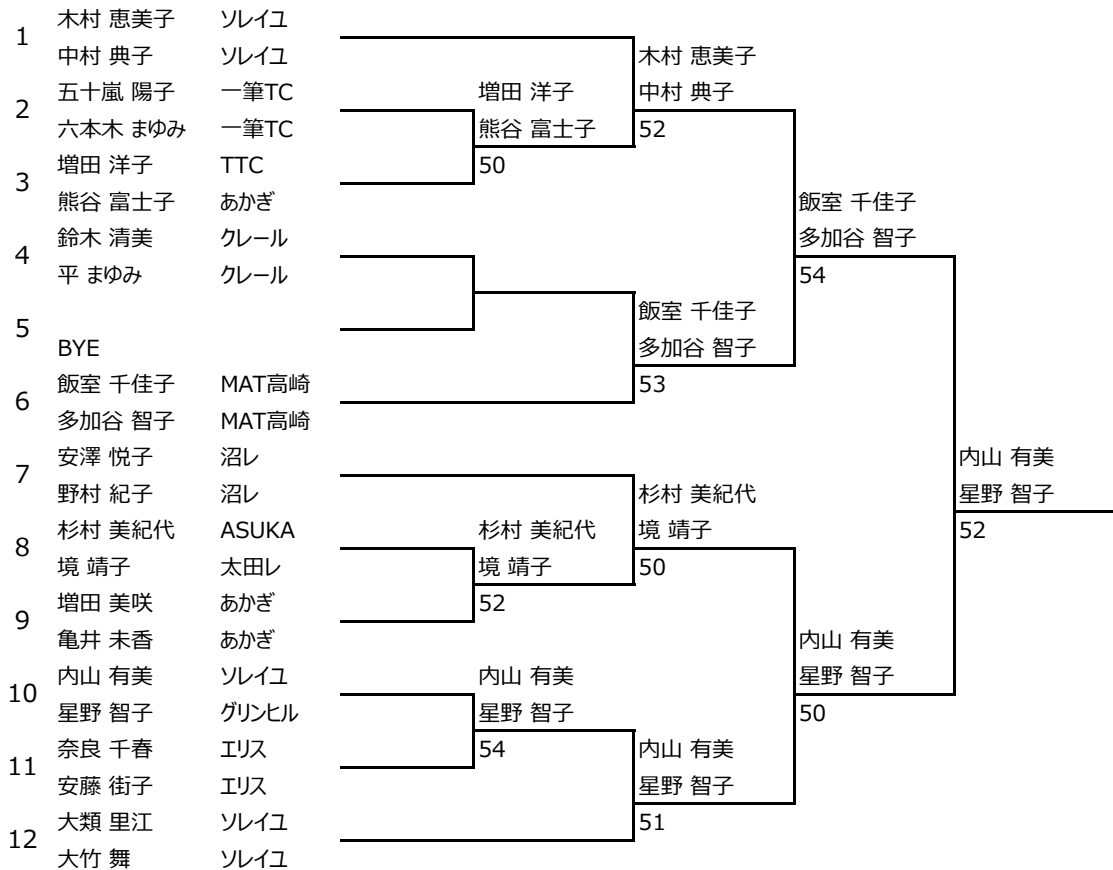 木村 恵美子 ソレイユ
1
中村 典子 ソレイユ 木村 恵美子
五十嵐 陽子 一筆TC 増田 洋子 中村 典子
2
六本木 まゆみ 一筆TC 熊谷 富士子 52
増田 洋子 TTC 50
3
熊谷 富士子 あかぎ 飯室 千佳子
鈴木 清美 クレール 多加谷 智子
4
平 まゆみ クレール 54
飯室 千佳子
5
BYE 多加谷 智子
飯室 千佳子 MAT高崎 53
6
多加谷 智子 MAT高崎
安澤 悦子 沼レ 内山 有美
7
野村 紀子 沼レ 杉村 美紀代 星野 智子
杉村 美紀代 ASUKA 杉村 美紀代 境 靖子 52
8
境 靖子 太田レ 境 靖子 50
増田 美咲 あかぎ 52
9
亀井 未香 あかぎ 内山 有美
内山 有美 ソレイユ 内山 有美 星野 智子
10
星野 智子 グリンヒル 星野 智子 50
奈良 千春 エリス 54 内山 有美
11
安藤 街子 エリス 星野 智子
大類 里江 ソレイユ 51
12
大竹 舞 ソレイユ